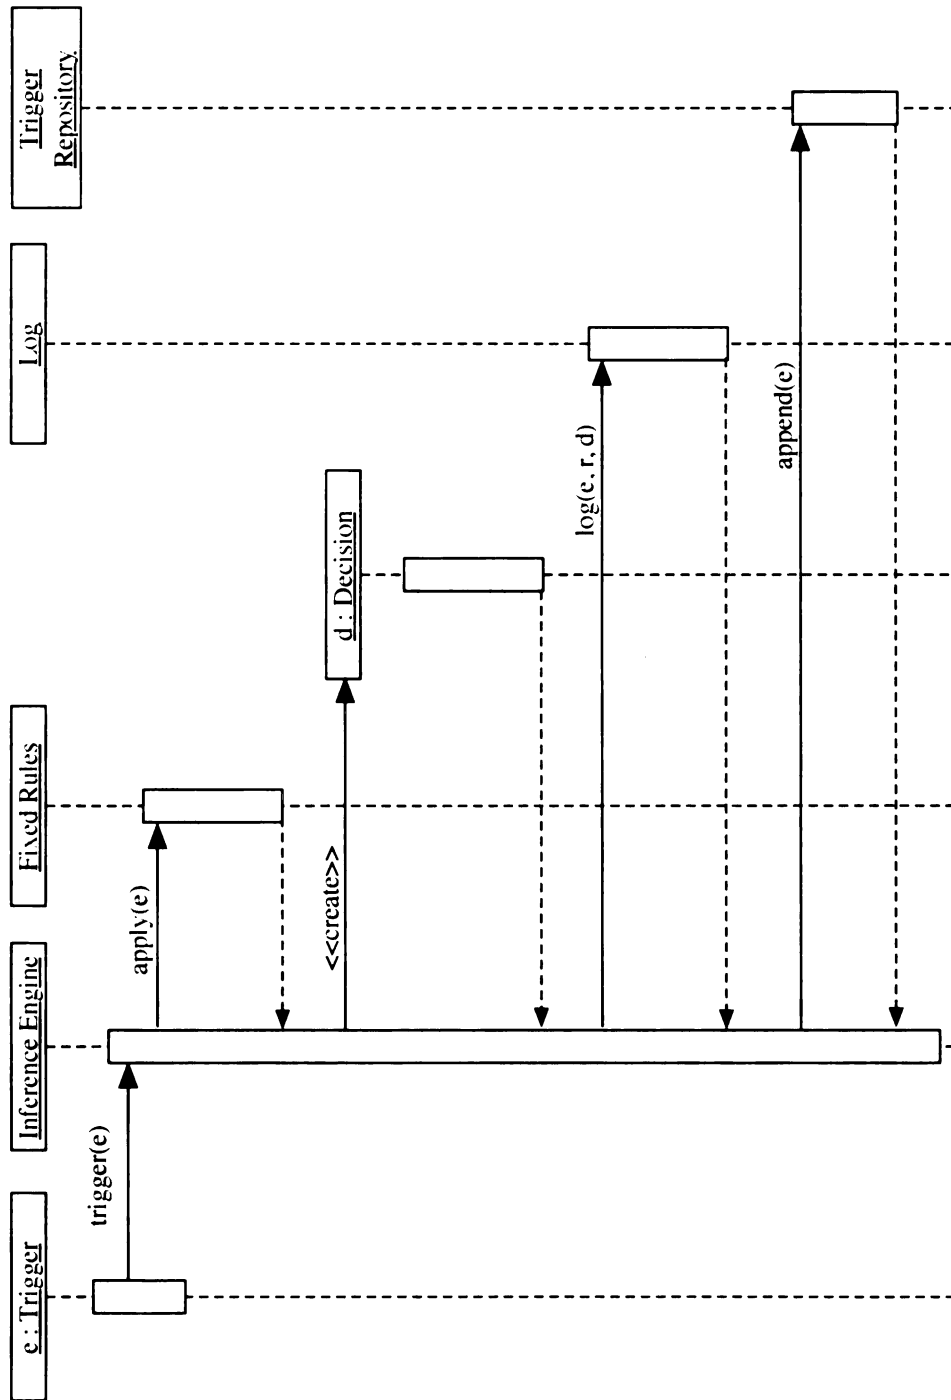 e : Trigger
Inference Engine
Fixed Rules
d : Decision
Log
Trigger
Repository
trigger(e)
apply(e)
<<create>>
log(e, r, d)
append(e)